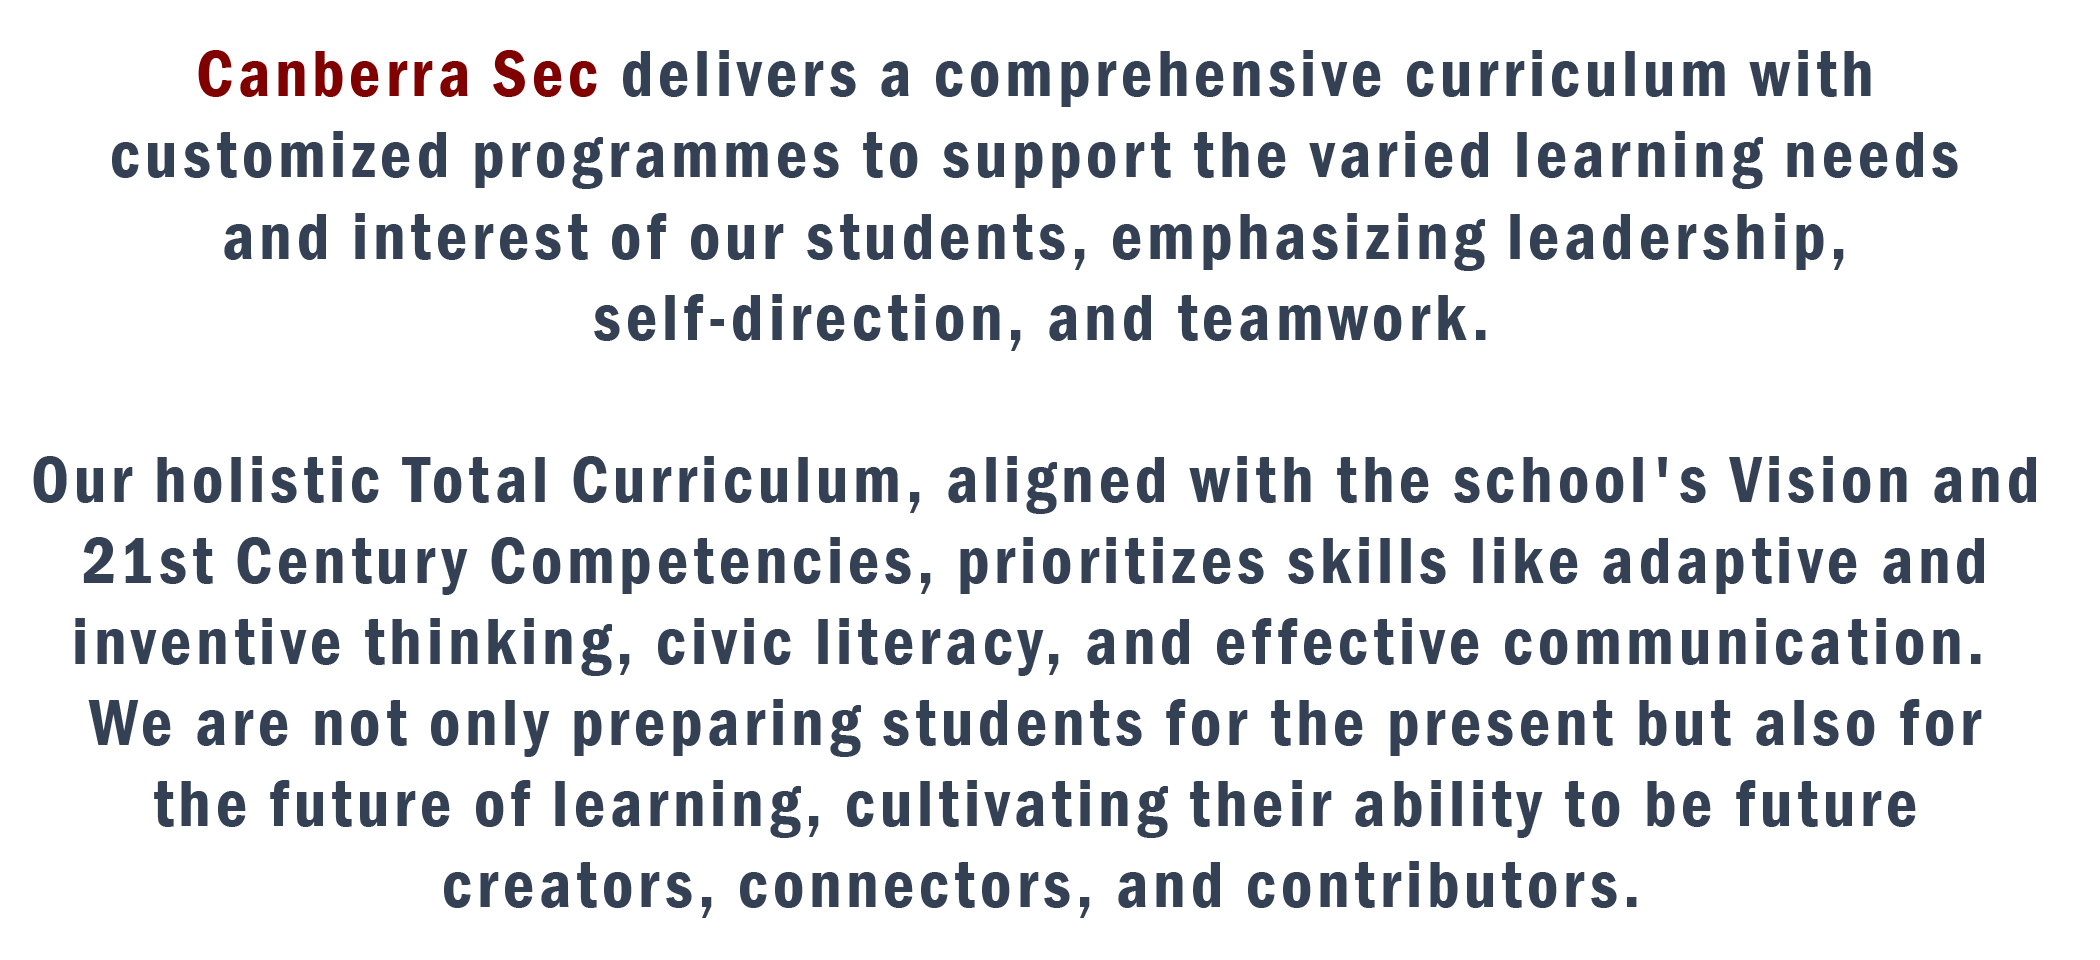 Canberra Sec delivers a comprehensive curriculum with
customized programmes to support the varied learning needs
and interest of our students, emphasizing leadership,
self-direction, and teamwork.
Our holistic Total Curriculum, aligned with the school's Vision and
21st Century Competencies, prioritizes skills like adaptive and
inventive thinking, civic literacy, and effective communication.
We are not only preparing students for the present but also for
the future of learning, cultivating their ability to be future
creators, connectors, and contributors.